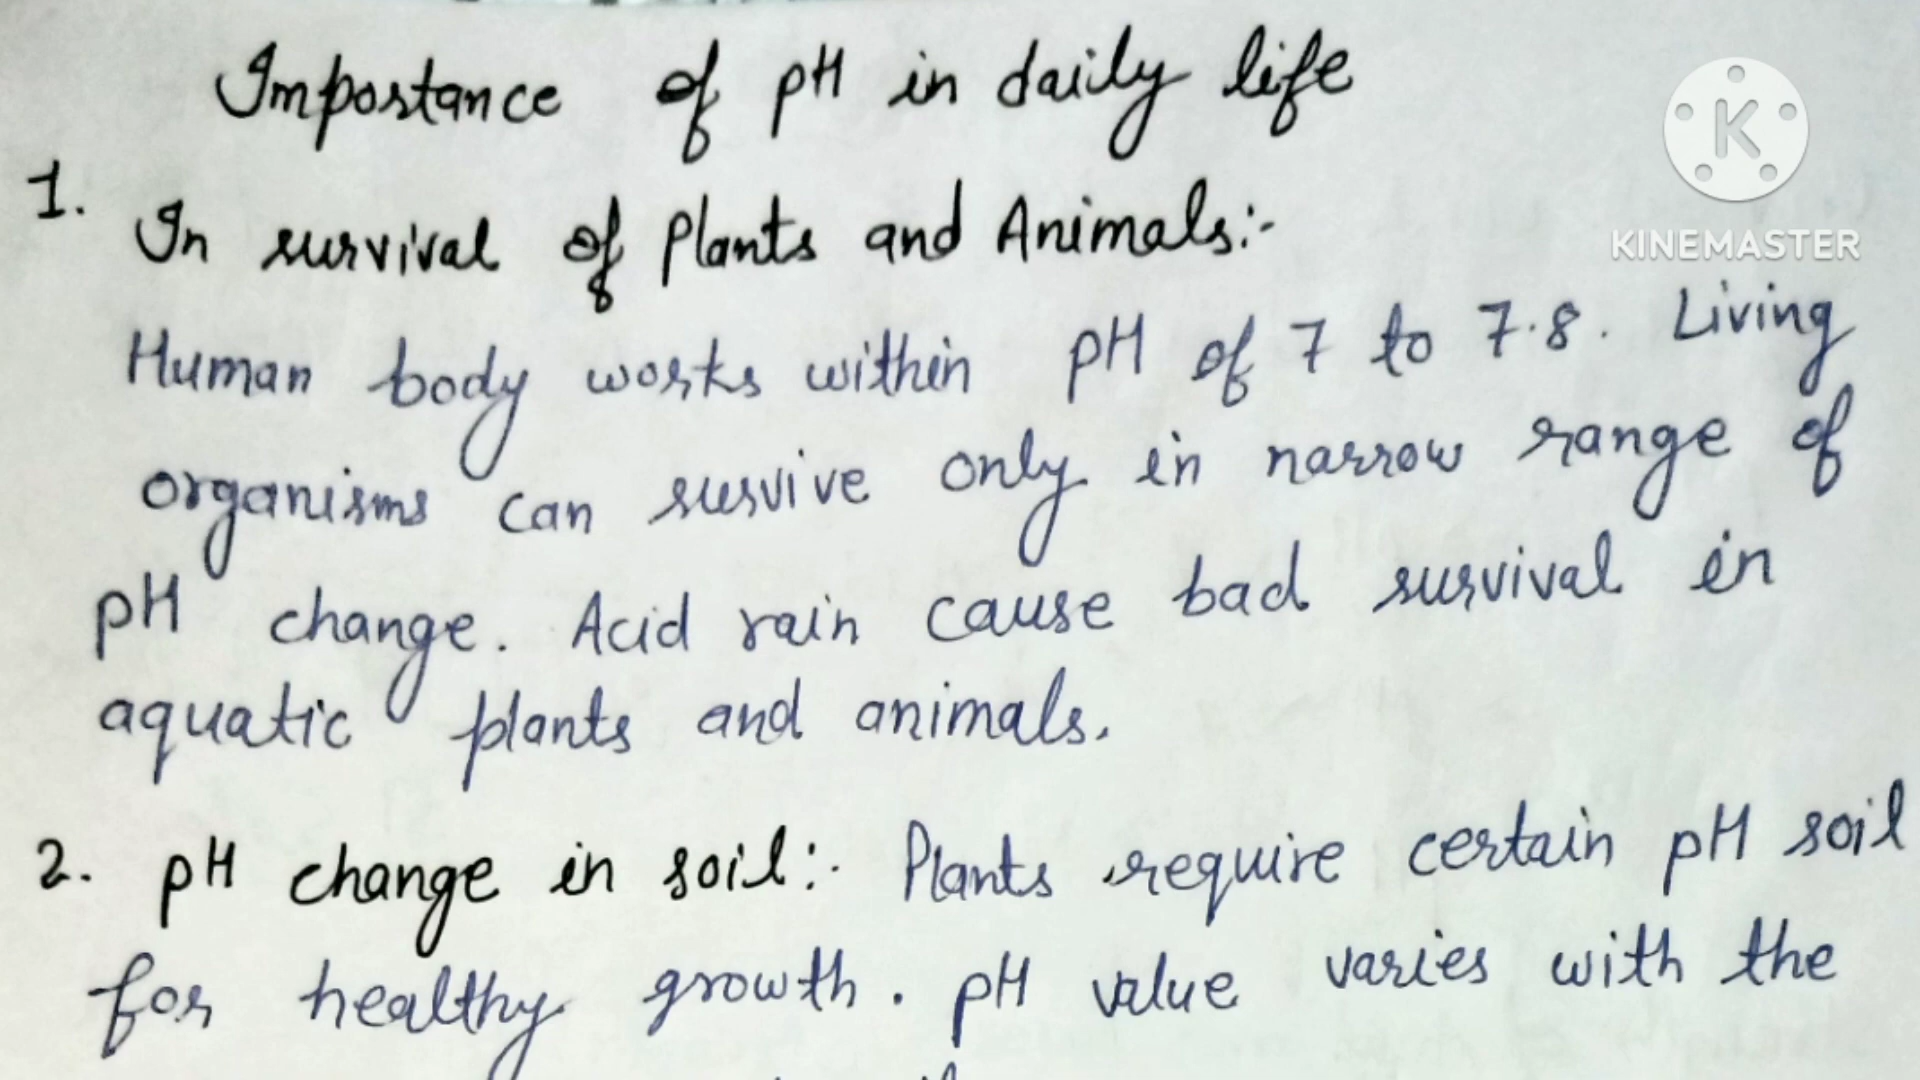 Importance of pH in daily life
1. In survival of Plants and Animals:-
Human body works within pH of 7 to 7.8. Living
organisms can survive only in narrow range of
pH change. Acid rain cause bad survival in
aquatic plants and animals.
2. pH change in soil:- Plants require certain pH soil
for healthy growth. pH value varies with the
K
KINEMASTER